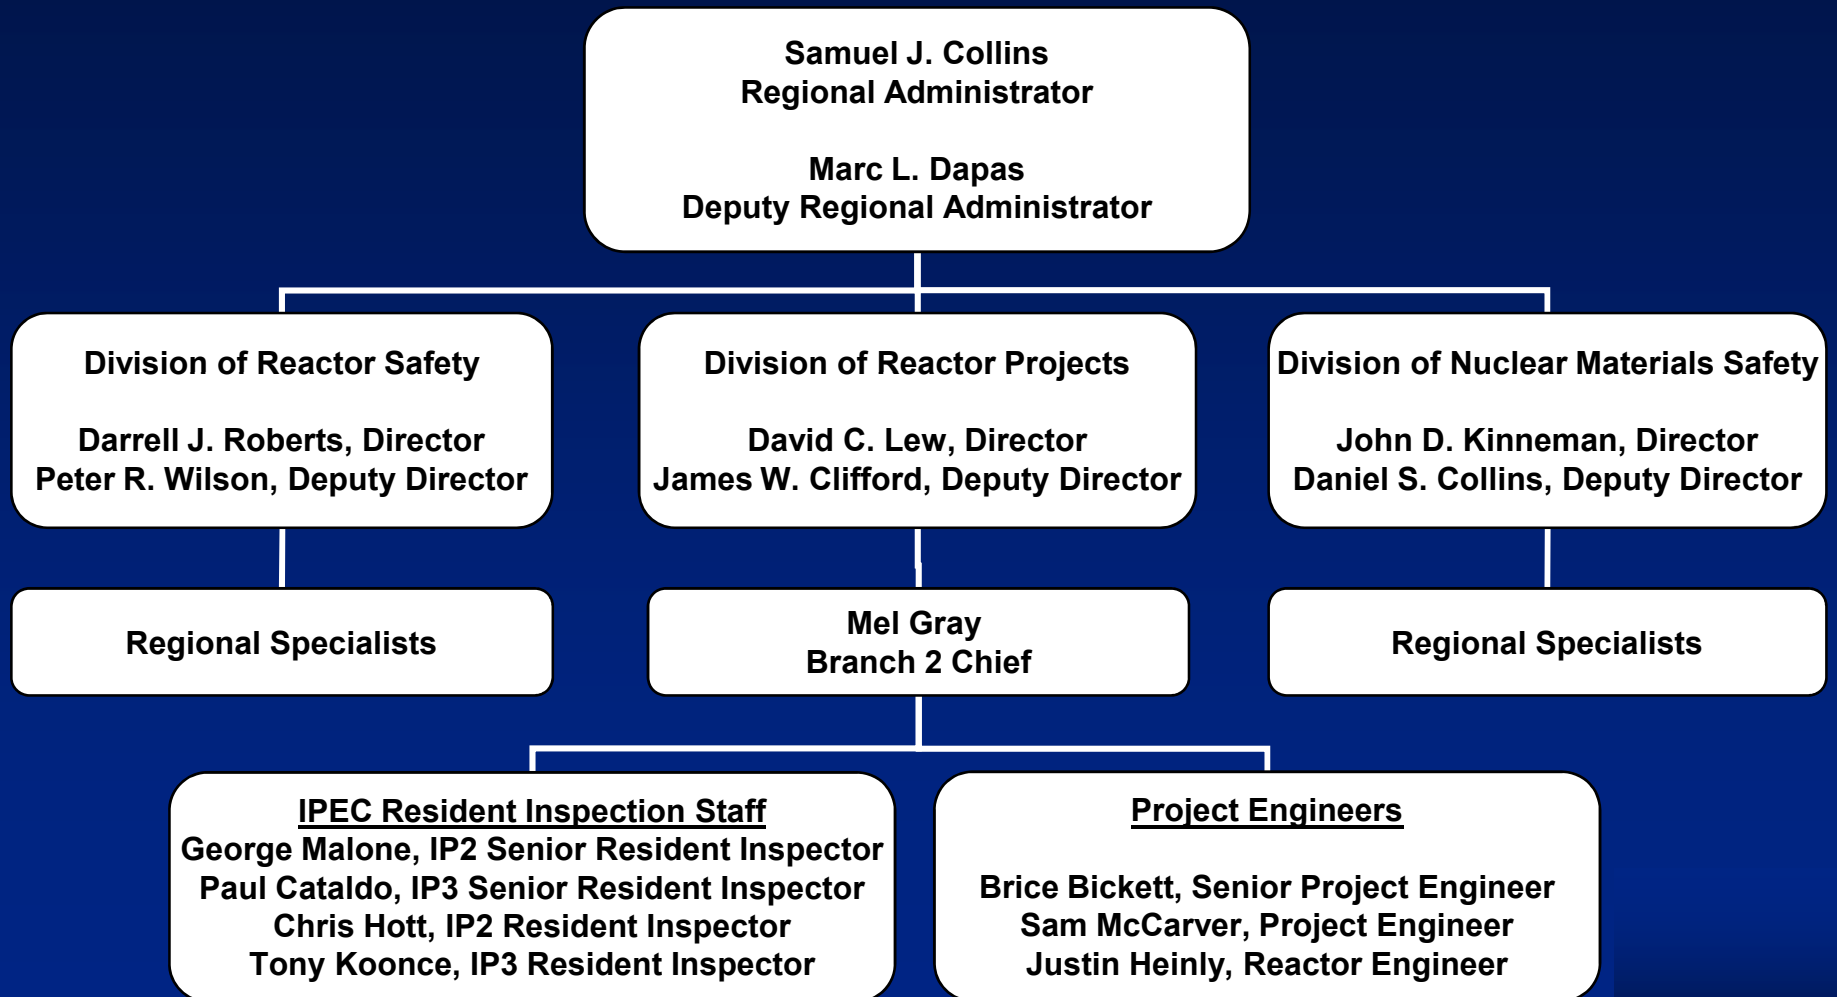 Samuel J. Collins
Regional Administrator
Marc L. Dapas
Deputy Regional Administrator
Division of Reactor Safety
Darrell J. Roberts, Director
Peter R. Wilson, Deputy Director
Division of Reactor Projects
David C. Lew, Director
James W. Clifford, Deputy Director
Division of Nuclear Materials Safety
John D. Kinneman, Director
Daniel S. Collins, Deputy Director
Regional Specialists
Mel Gray
Branch 2 Chief
Regional Specialists
IPEC Resident Inspection Staff
George Malone, IP2 Senior Resident Inspector
Paul Cataldo, IP3 Senior Resident Inspector
Chris Hott, IP2 Resident Inspector
Tony Koonce, IP3 Resident Inspector
Project Engineers
Brice Bickett, Senior Project Engineer
Sam McCarver, Project Engineer
Justin Heinly, Reactor Engineer